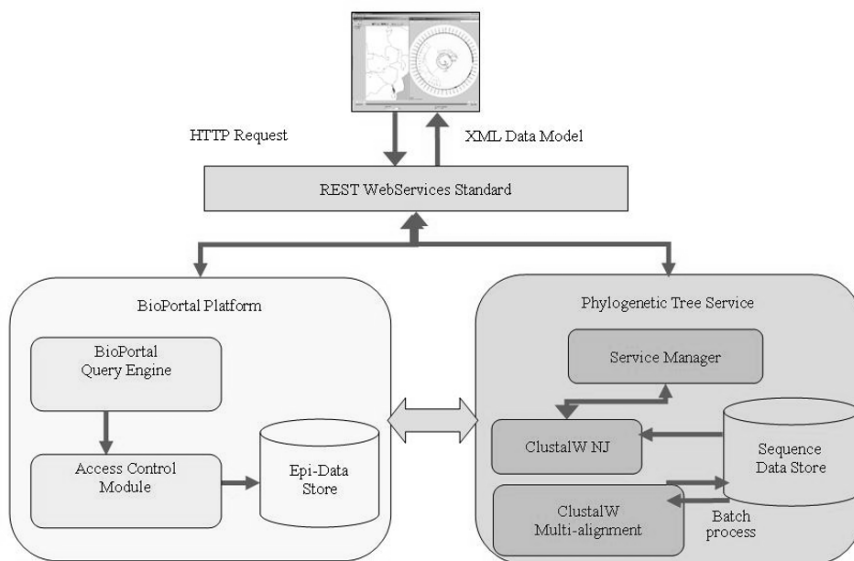 HTTP Request
XML Data Model
REST WebServices Standard
BioPortal Platform
BioPortal
Query Engine
Access Control
Module
Epi-Data
Store
Phylogenetic Tree Service
Service Manager
ClustalW NJ
Sequence
Data Store
ClustalW
Multi-alignment
Batch
process